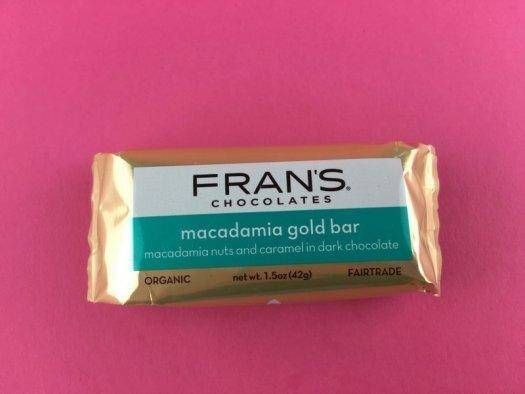 FRAN'S®
CHOCOLATES
macadamia gold bar
macadamia nuts and caramel in dark chocolate
ORGANIC net wt. 1.5oz (42g) FAIRTRADE